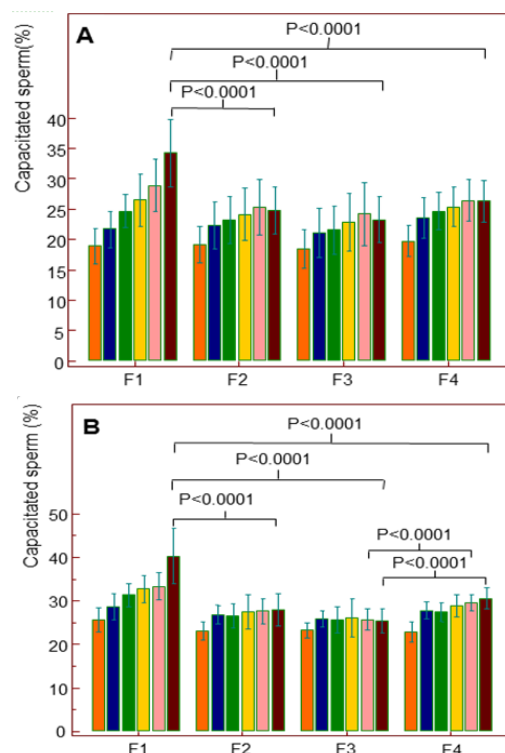 A
P<0.0001
P<0.0001
P<0.0001
Capacitated sperm(%)
40
35
30
25
20
15
10
5
0
F1 F2 F3 F4
B
P<0.0001
P<0.0001
P<0.0001
P<0.0001
P<0.0001
Capacitated sperm (%)
50
40
30
20
10
0
F1 F2 F3 F4